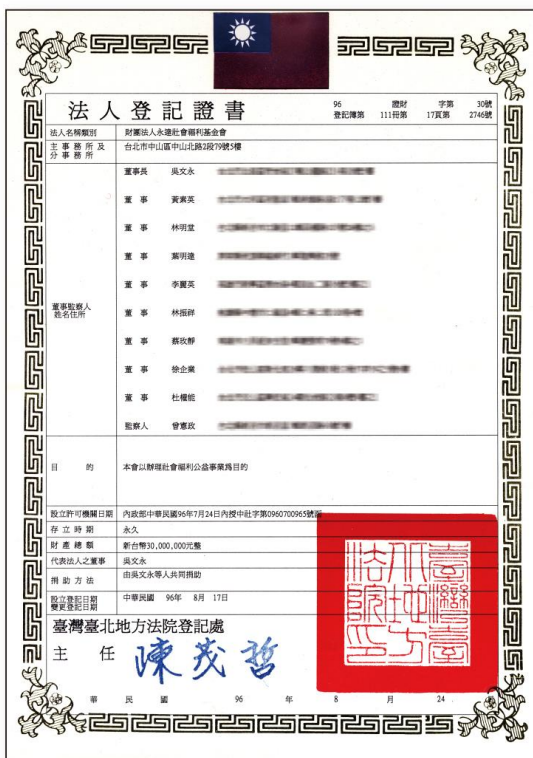 法人登記證書
96 證財 字第 30號
登記簿第 111冊第 17頁第 2746號
法人名稱類別 財團法人永達社會福利基金會
主事務所及分事務所 台北市中山區中山北路2段79號5樓
董事監察人姓名住所
董事長 吳文永
董事 黃素英
董事 林明堂
董事 葉明達
董事 李麗英
董事 林振祥
董事 蔡玫靜
董事 徐企業
董事 杜權能
監察人 曾憲政
目的 本會以辦理社會福利公益事業爲目的
設立許可機關日期 內政部中華民國96年7月24日內授中社字第0960700965號
存立時期 永久
財產總額 新台幣30,000,000元整
代表法人之董事 吳文永
捐助方法 由吳文永等人共同捐助
設立登記日期變更登記日期 中華民國 96年 8月 17日
臺灣臺北地方法院登記處
主任 陳茂哲
臺灣臺北地方法院印
華民國 96 年 8 月 24